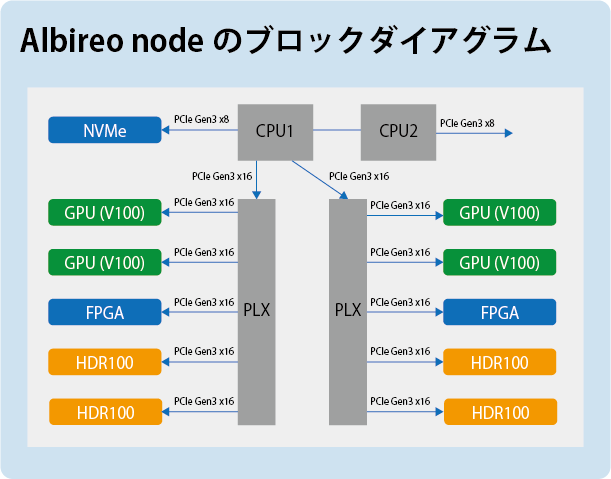 Albireo node のブロックダイアグラム
NVMe
PCIe Gen3 x8
CPU1
CPU2
PCIe Gen3 x8
PCIe Gen3 x16
PCIe Gen3 x16
GPU (V100)
PCIe Gen3 x16
PCIe Gen3 x16
GPU (V100)
GPU (V100)
PCIe Gen3 x16
PCIe Gen3 x16
GPU (V100)
FPGA
PCIe Gen3 x16
PLX
PLX
PCIe Gen3 x16
FPGA
HDR100
PCIe Gen3 x16
PCIe Gen3 x16
HDR100
HDR100
PCIe Gen3 x16
PCIe Gen3 x16
HDR100